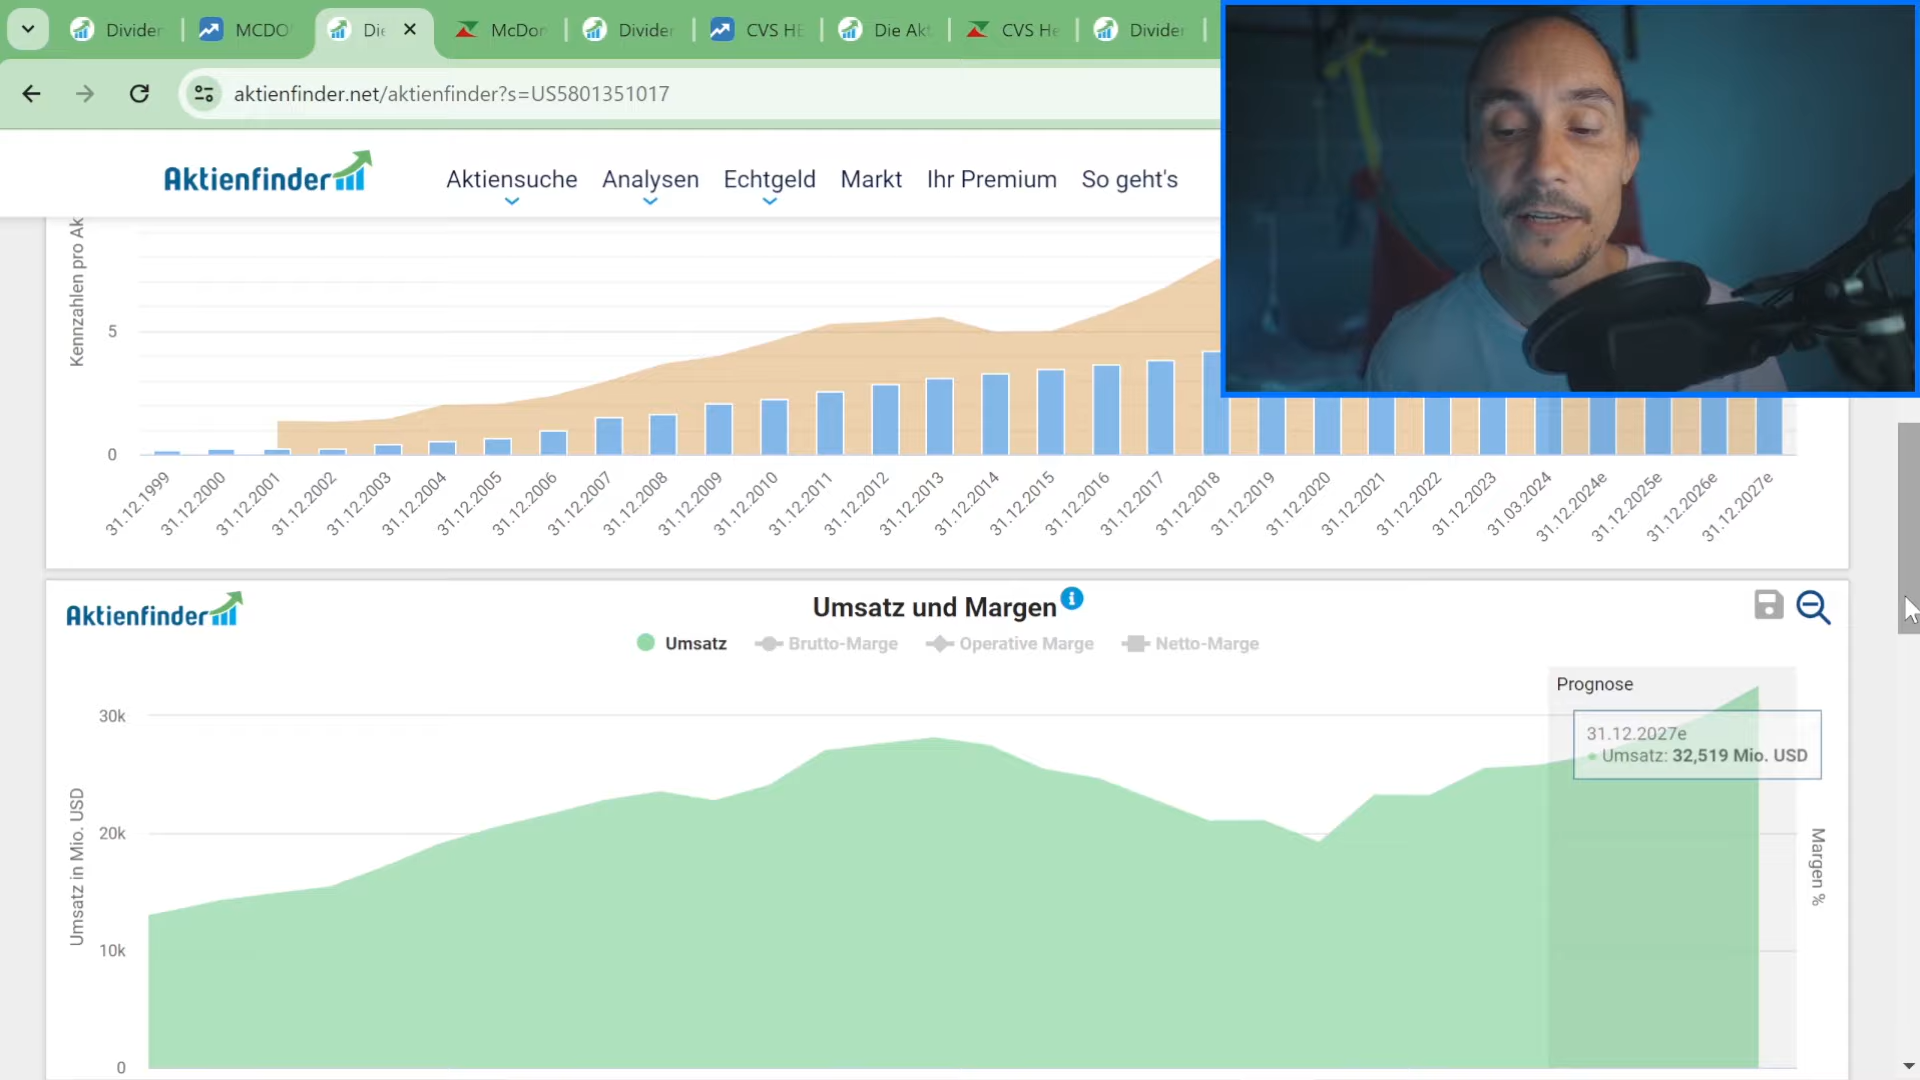 Divider
MCDO
Die
McDor
Divider
CVS HE
Die Akt
CVS He
Divider
aktienfinder.net/aktienfinder?s=US5801351017
Aktienfinder
Aktiensuche
Analysen
Echtgeld
Markt
Ihr Premium
So geht's
Kennzahlen pro Ak
5
0
31.12.1999
31.12.2000
31.12.2001
31.12.2002
31.12.2003
31.12.2004
31.12.2005
31.12.2006
31.12.2007
31.12.2008
31.12.2009
31.12.2010
31.12.2011
31.12.2012
31.12.2013
31.12.2014
31.12.2015
31.12.2016
31.12.2017
31.12.2018
31.12.2019
31.12.2020
31.12.2021
31.12.2022
31.12.2023
31.03.2024
31.12.2024e
31.12.2025e
31.12.2026e
31.12.2027e
Aktienfinder
Umsatz und Margen
i
Umsatz
Brutto-Marge
Operative Marge
Netto-Marge
Prognose
31.12.2027e
Umsatz: 32,519 Mio. USD
30k
20k
10k
0
Umsatz in Mio. USD
Margen %